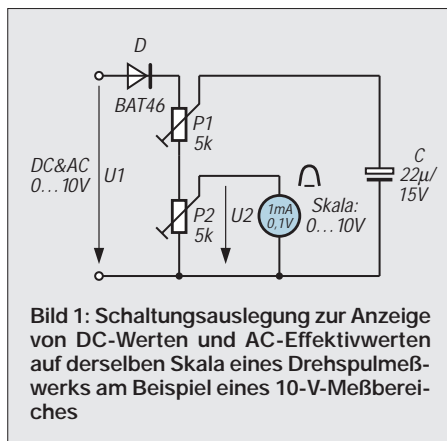 D
BAT46
P1
5k
DC&AC
0...10V
U1
P2
5k
U2
1mA
0,1V
Skala:
0...10V
C
22µ/
15V
Bild 1: Schaltungsauslegung zur Anzeige
von DC-Werten und AC-Effektivwerten
auf derselben Skala eines Drehspulmeß-
werks am Beispiel eines 10-V-Meßberei-
ches